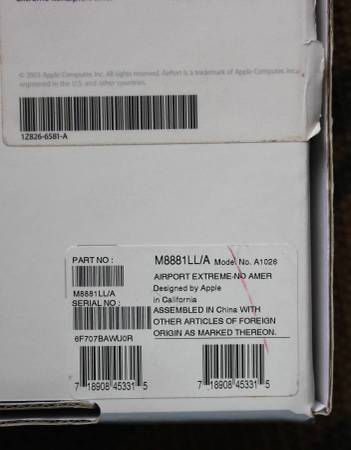 © 2003 Apple Computer, Inc. All rights reserved. AirPort is a trademark of Apple Computer, Inc.
registered in the U.S. and other countries.
1Z826-6581-A
PART NO : M8881LL/A Model No. A1026
AIRPORT EXTREME-NO AMER
M8881LL/A
Designed by Apple
in California
SERIAL NO :
ASSEMBLED IN China WITH
OTHER ARTICLES OF FOREIGN
6F707BAWU0R
ORIGIN AS MARKED THEREON.
7 18908 45331 5
7 18908 45331 5